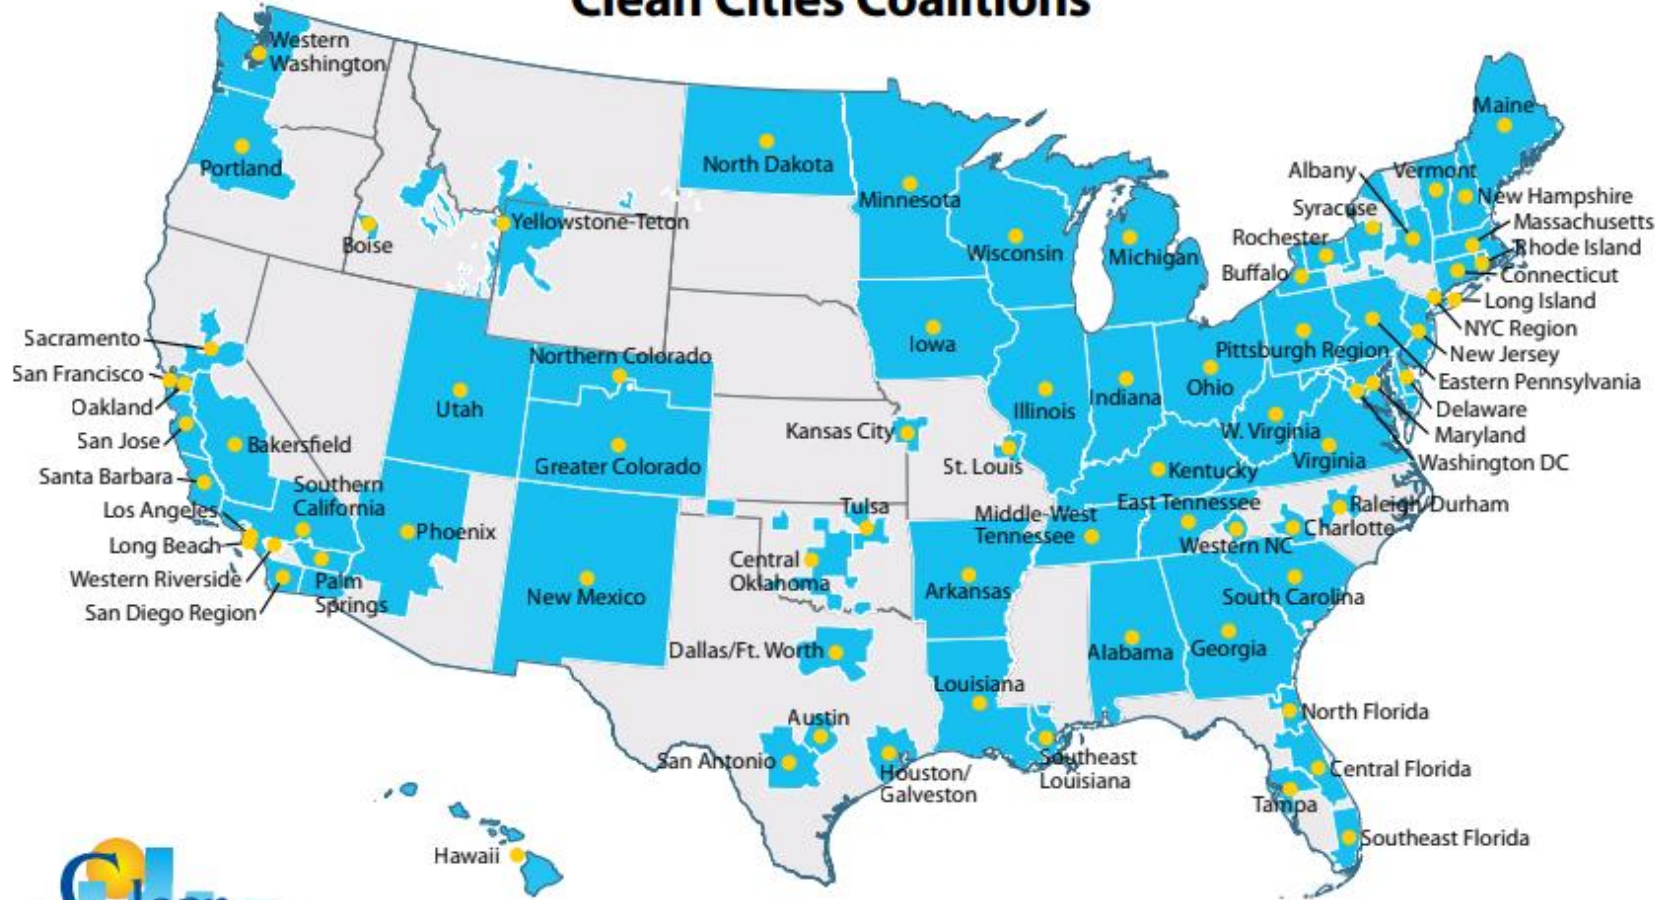 Clean Cities Coalitions
Western
Washington
Portland
Boise
Yellowstone-Teton
North Dakota
Minnesota
Wisconsin
Michigan
Maine
Albany
Vermont
New Hampshire
Syracuse
Massachusetts
Rochester
Rhode Island
Buffalo
Connecticut
Long Island
NYC Region
New Jersey
Pittsburgh Region
Eastern Pennsylvania
Delaware
Maryland
Washington DC
Sacramento
San Francisco
Oakland
San Jose
Bakersfield
Santa Barbara
Southern
California
Los Angeles
Long Beach
Western Riverside
San Diego Region
Palm
Springs
Phoenix
Utah
Northern Colorado
Greater Colorado
New Mexico
Iowa
Illinois
Indiana
Ohio
W. Virginia
Virginia
Kansas City
St. Louis
Kentucky
East Tennessee
Middle-West
Tennessee
Raleigh/Durham
Charlotte
Western NC
South Carolina
Tulsa
Central
Oklahoma
Arkansas
Dallas/Ft. Worth
Alabama
Georgia
Louisiana
Austin
San Antonio
Houston/
Galveston
Southeast
Louisiana
North Florida
Central Florida
Tampa
Southeast Florida
Hawaii